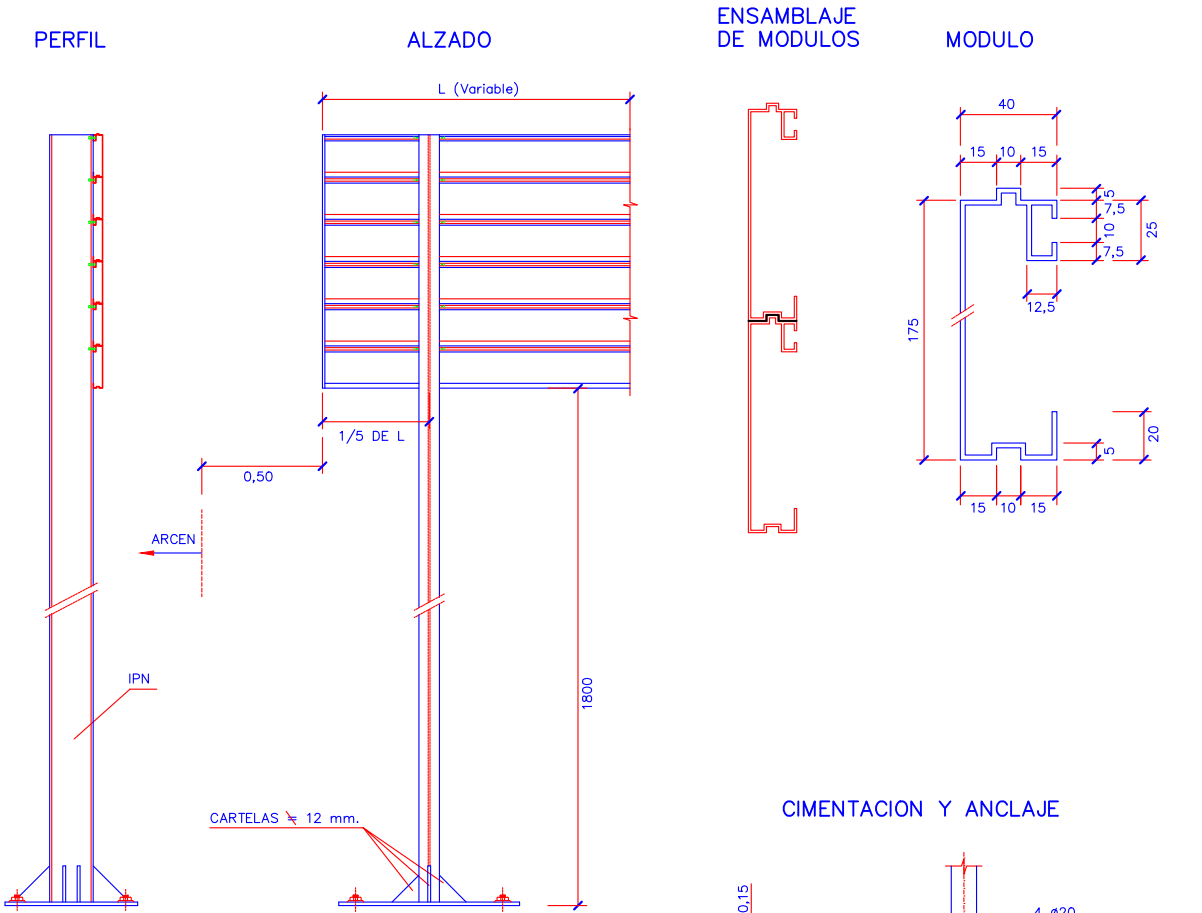 PERFIL
ALZADO
ENSAMBLAJE
DE MODULOS
MODULO
L (Variable)
40
15 10 15
5
7,5
10
7,5
25
12,5
175
20
5
15 10 15
1/5 DE L
0,50
ARCEN
IPN
1800
CARTELAS = 12 mm.
CIMENTACION Y ANCLAJE
0,15
4 ø20